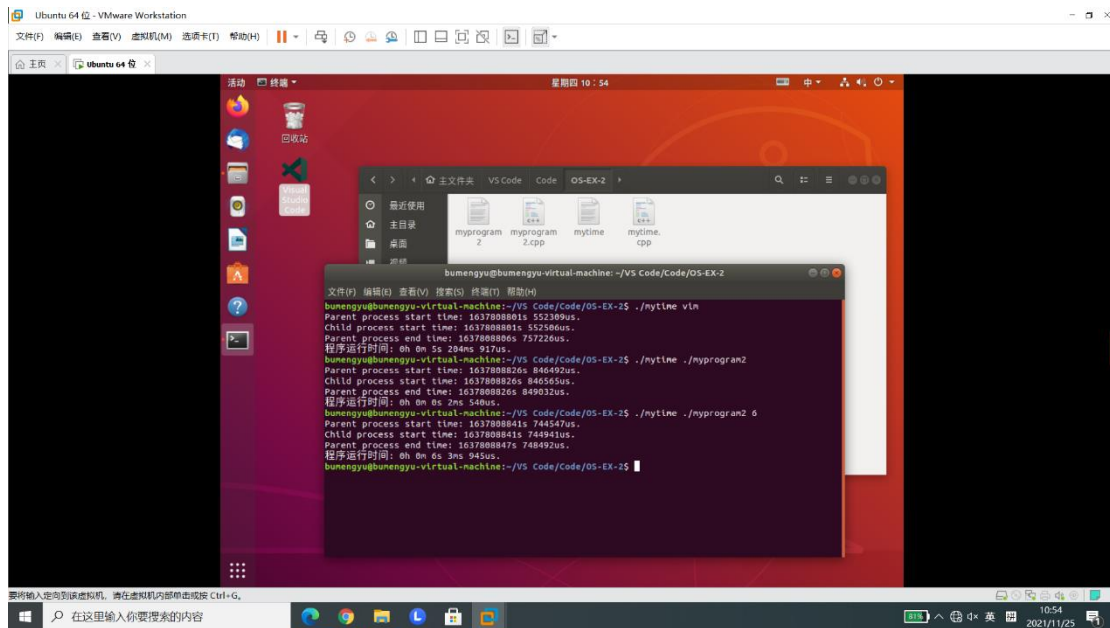 Ubuntu 64 位 - VMware Workstation
文件(F) 编辑(E) 查看(V) 虚拟机(M) 选项卡(T) 帮助(H)
主页 Ubuntu 64 位
活动 终端 星期四 10：54 中
回收站
主文件夹 VS Code Code OS-EX-2
Visual
Studio
Code
最近使用
主目录
桌面
视频
myprogram
2
myprogram
2.cpp
mytime
mytime.
cpp
bumengyu@bumengyu-virtual-machine: ~/VS Code/Code/OS-EX-2
文件(F) 编辑(E) 查看(V) 搜索(S) 终端(T) 帮助(H)
bumengyu@bumengyu-virtual-machine:~/VS Code/Code/OS-EX-2$ ./mytime vim
Parent process start time: 1637808801s 552309us.
Child process start time: 1637808801s 552506us.
Parent process end time: 1637808806s 757226us.
程序运行时间: 0h 0m 5s 204ms 917us.
bumengyu@bumengyu-virtual-machine:~/VS Code/Code/OS-EX-2$ ./mytime ./myprogram2
Parent process start time: 1637808826s 846492us.
Child process start time: 1637808826s 846565us.
Parent process end time: 1637808826s 849032us.
程序运行时间: 0h 0m 0s 2ms 540us.
bumengyu@bumengyu-virtual-machine:~/VS Code/Code/OS-EX-2$ ./mytime ./myprogram2 6
Parent process start time: 1637808841s 744547us.
Child process start time: 1637808841s 744941us.
Parent process end time: 1637808847s 748492us.
程序运行时间: 0h 0m 6s 3ms 945us.
bumengyu@bumengyu-virtual-machine:~/VS Code/Code/OS-EX-2$
要将输入定向到该虚拟机，请在虚拟机内部单击或按 Ctrl+G。
在这里输入你要搜索的内容
81% 英 10:54
2021/11/25